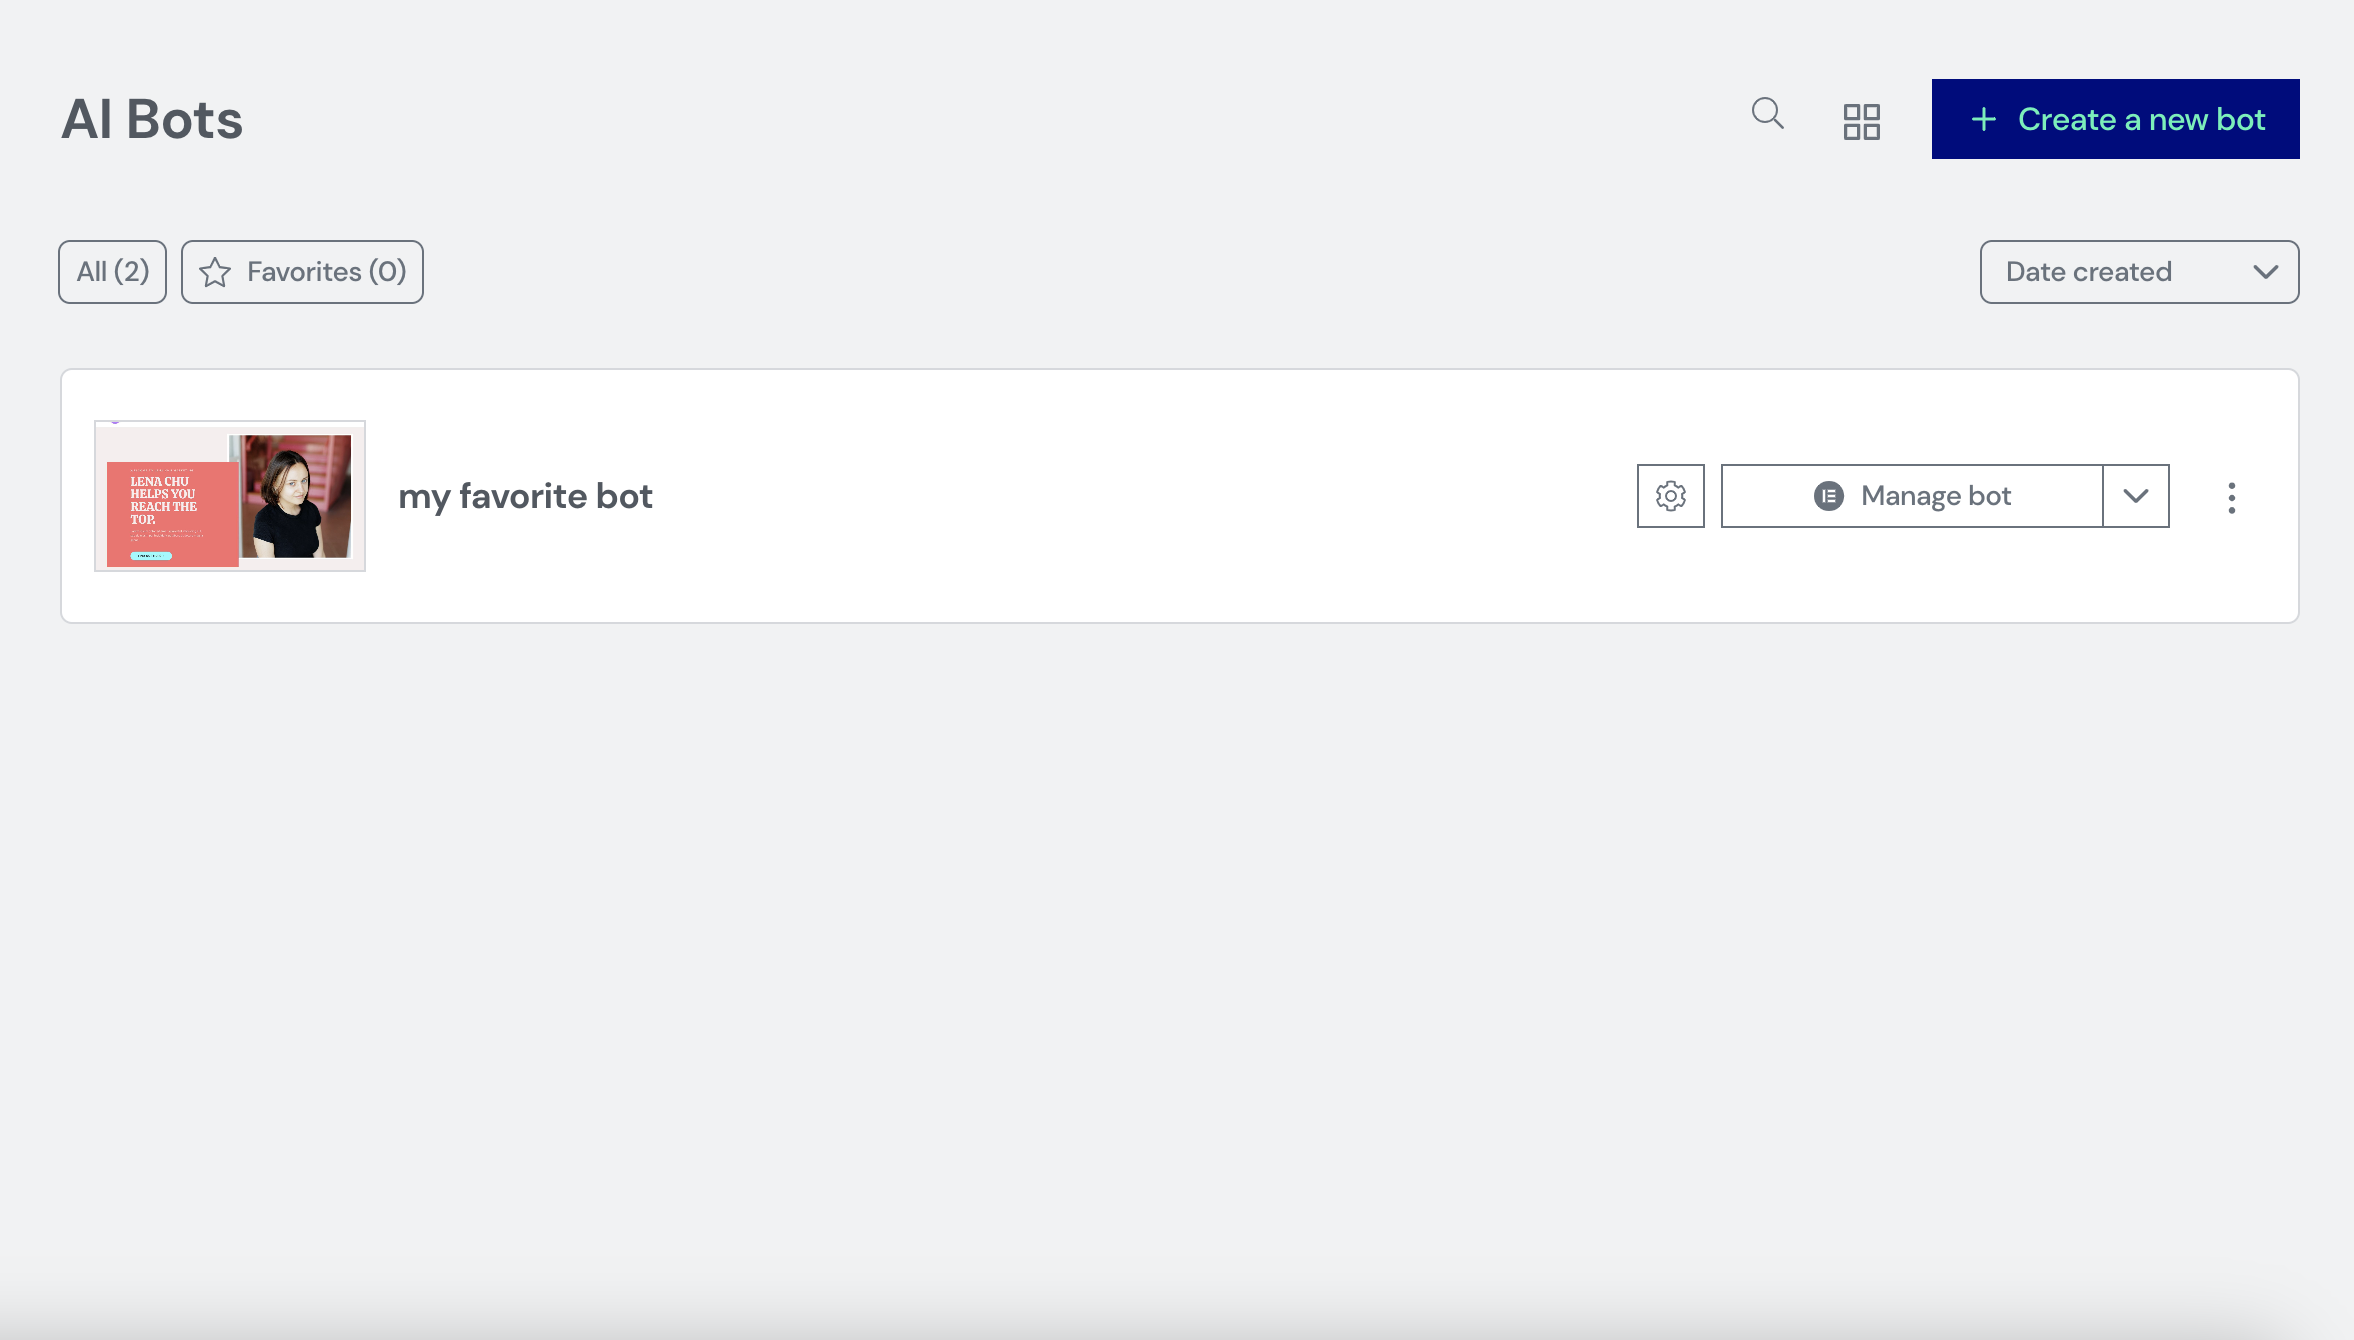 AI Bots
Create a new bot
All (2)
Favorites (0)
Date created
LENA CHU
HELPS YOU
REACH THE
TOP.
my favorite bot
Manage bot